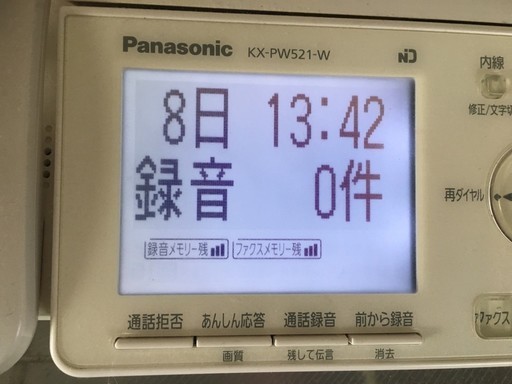 Panasonic KX-PW521-W ND
内線
8日 13:42
修正/文字切
録音 0件
再ダイヤル
録音メモリー残 ファクスメモリー残
ファクス
通話拒否 あんしん応答 通話録音 前から録音
画質 残して伝言 消去